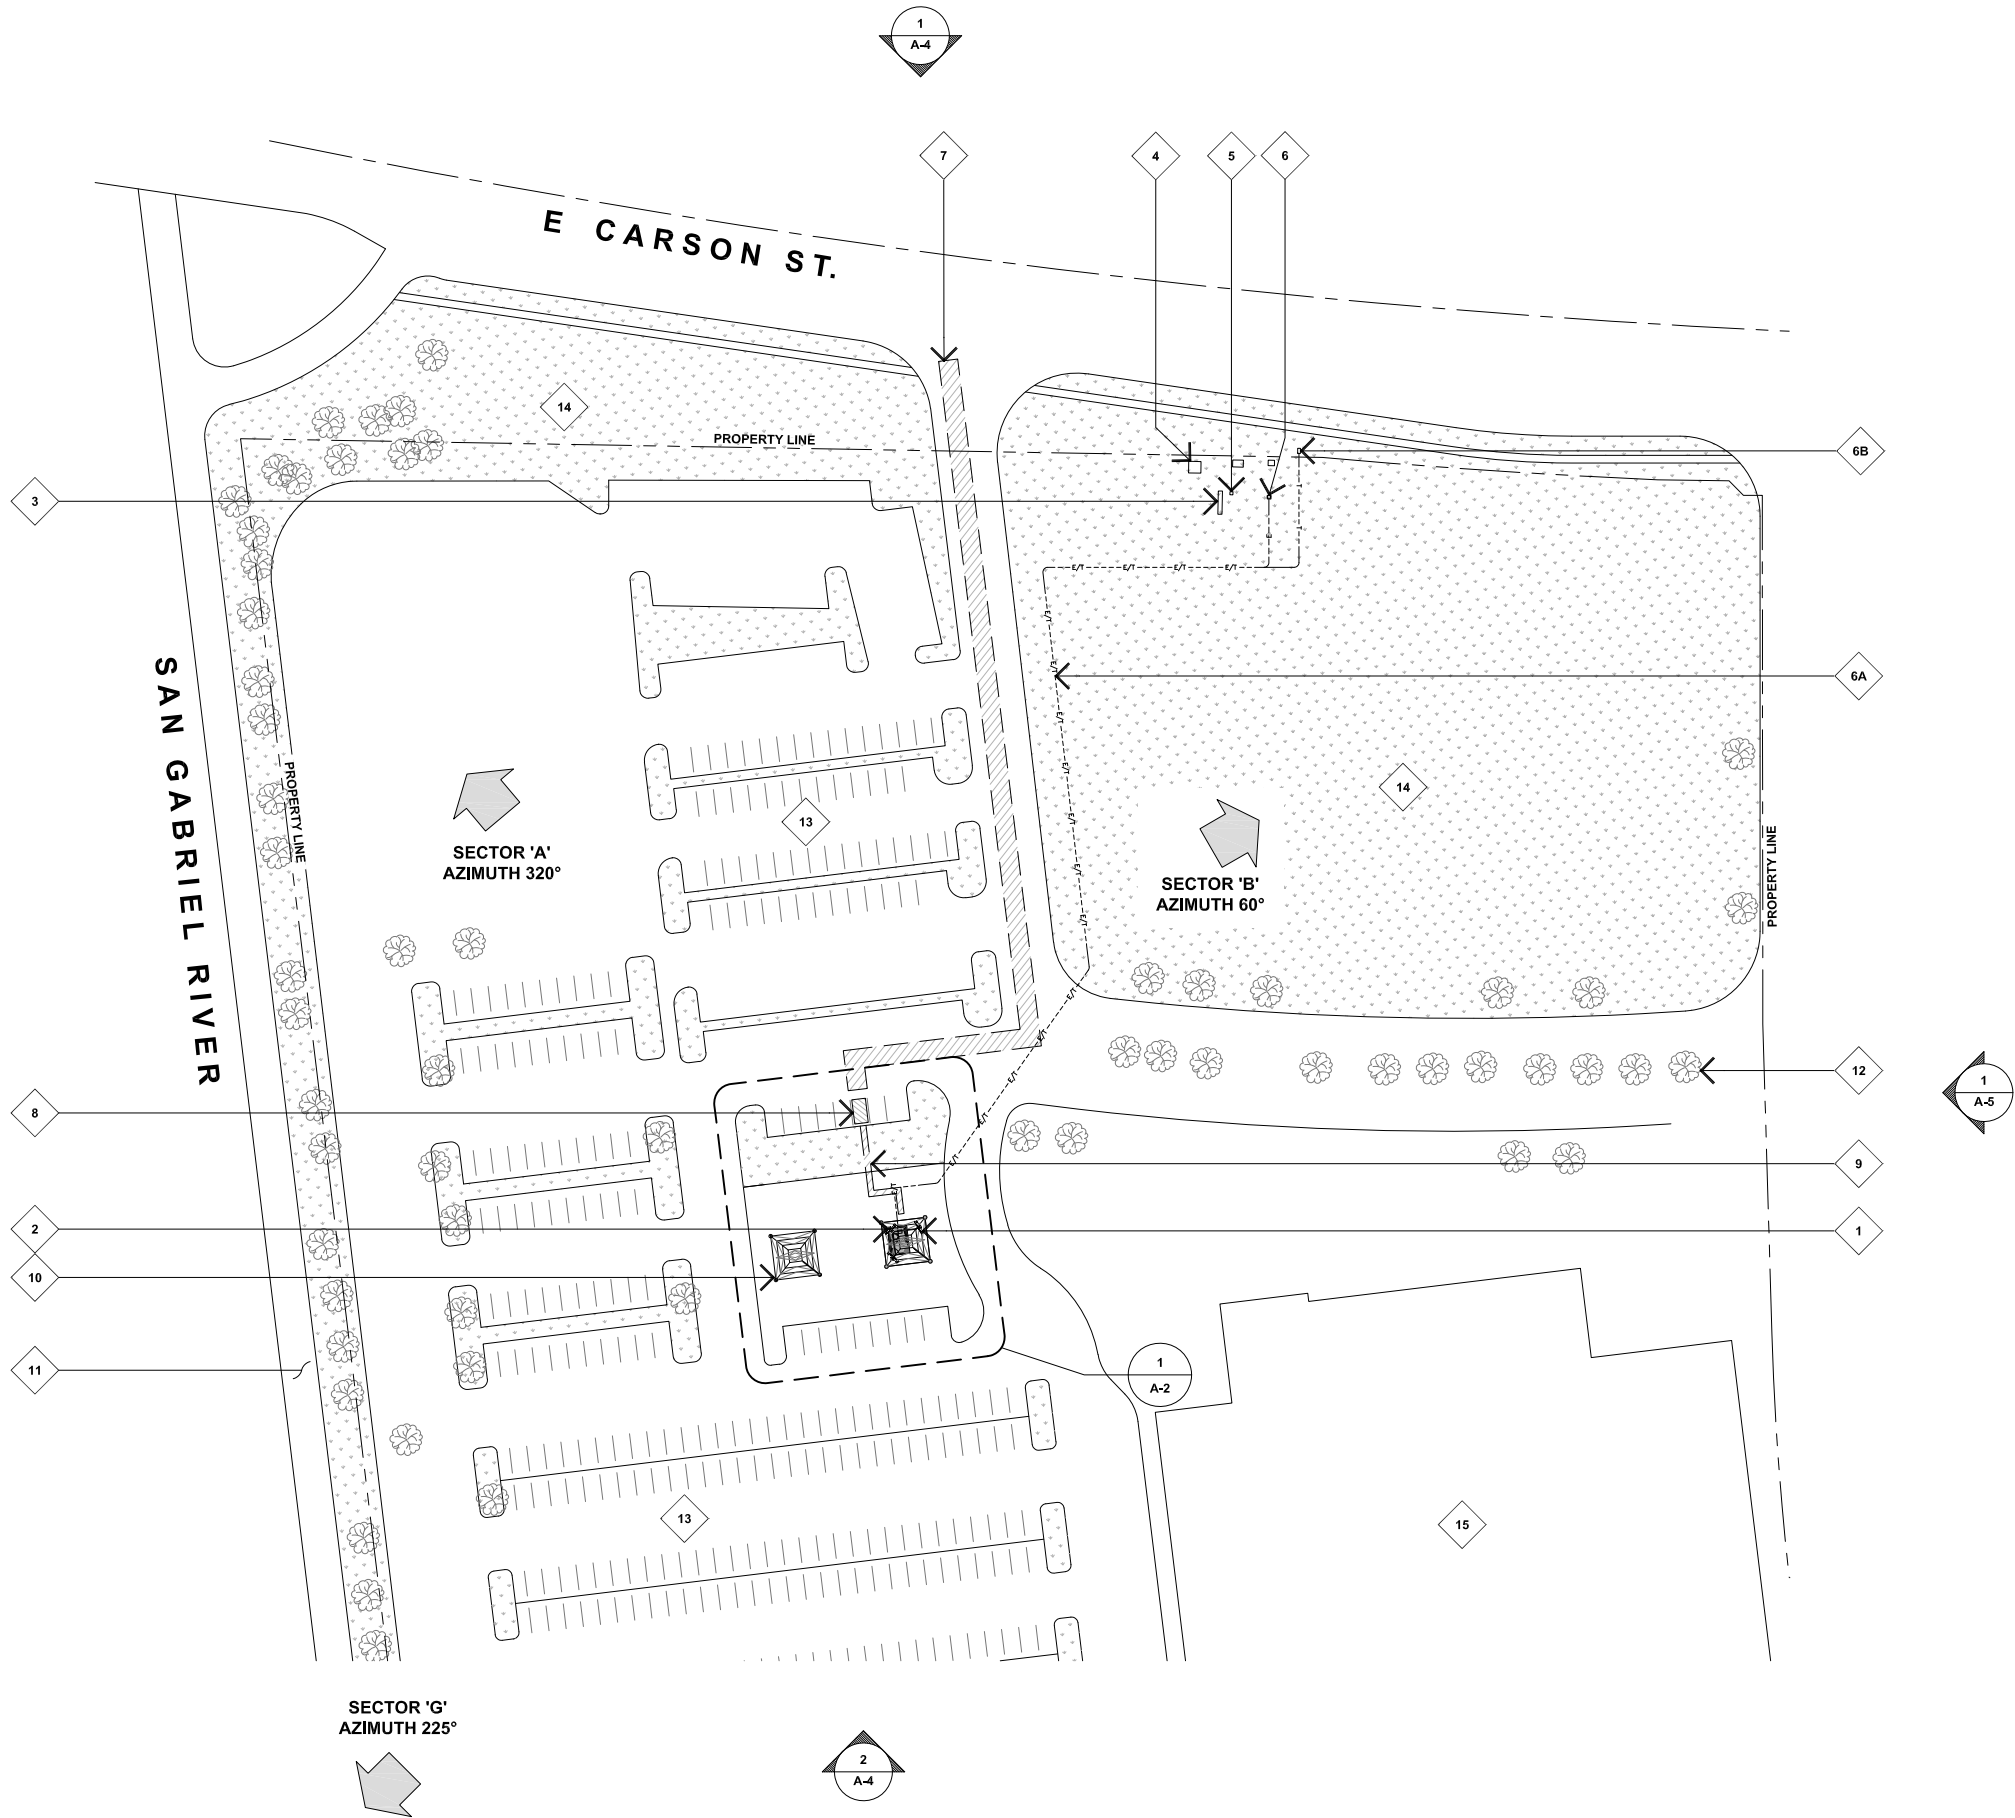 1
A-4
7
4
5
6
E CARSON ST.
14
PROPERTY LINE
6B
3
E
T
T
E/T
E/T
E/T
E/T
E/T
E/T
E/T
E/T
E/T
E/T
E/T
6A
SAN GABRIEL RIVER
PROPERTY LINE
SECTOR 'A'
AZIMUTH 320°
13
14
SECTOR 'B'
AZIMUTH 60°
PROPERTY LINE
E/T
E/T
E/T
E/T
E/T
12
1
A-5
8
9
2
1
10
11
1
A-2
13
15
SECTOR 'G'
AZIMUTH 225°
2
A-4